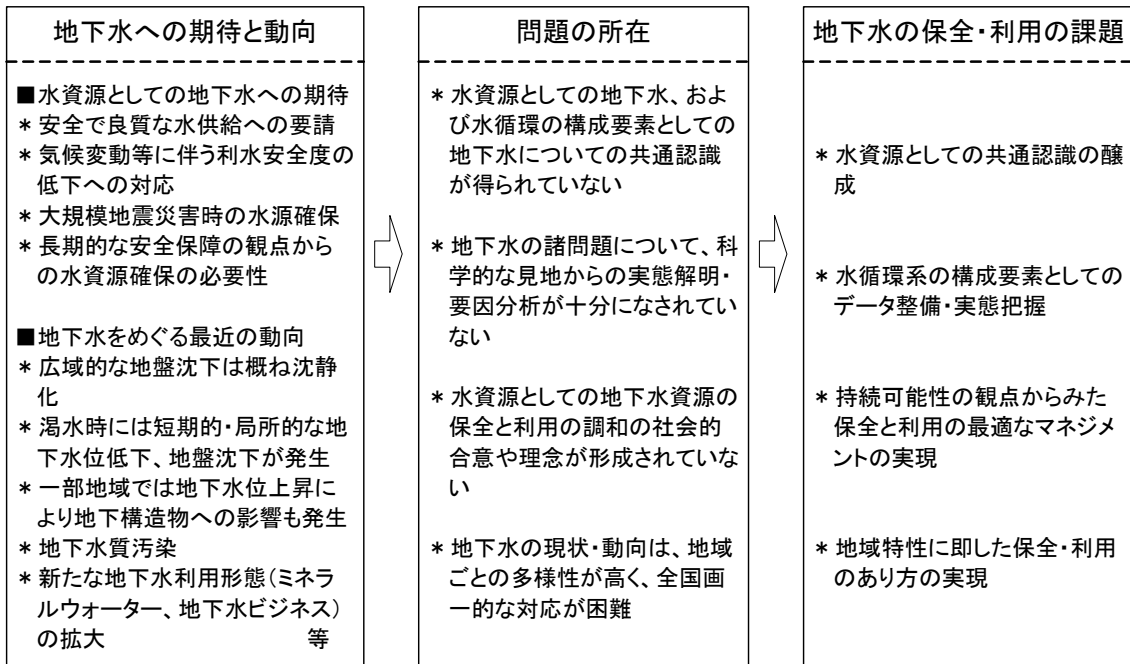 地下水への期待と動向
■水資源としての地下水への期待
＊安全で良質な水供給への要請
＊気候変動等に伴う利水安全度の
低下への対応
＊大規模地震災害時の水源確保
＊長期的な安全保障の観点から
の水資源確保の必要性
■地下水をめぐる最近の動向
＊広域的な地盤沈下は概ね沈静
化
＊渇水時には短期的・局所的な地
下水位低下、地盤沈下が発生
＊一部地域では地下水位上昇に
より地下構造物への影響も発生
＊地下水質汚染
＊新たな地下水利用形態（ミネラ
ルウォーター、地下水ビジネス）
の拡大　等
問題の所在
＊水資源としての地下水、およ
び水循環の構成要素としての
地下水についての共通認識
が得られていない
＊地下水の諸問題について、科
学的な見地からの実態解明・
要因分析が十分になされてい
ない
＊水資源としての地下水資源の
保全と利用の調和の社会的
合意や理念が形成されていな
い
＊地下水の現状・動向は、地域
ごとの多様性が高く、全国画
一的な対応が困難
地下水の保全・利用の課題
＊水資源としての共通認識の醸
成
＊水循環系の構成要素としての
データ整備・実態把握
＊持続可能性の観点からみた
保全と利用の最適なマネジメ
ントの実現
＊地域特性に即した保全・利用
のあり方の実現